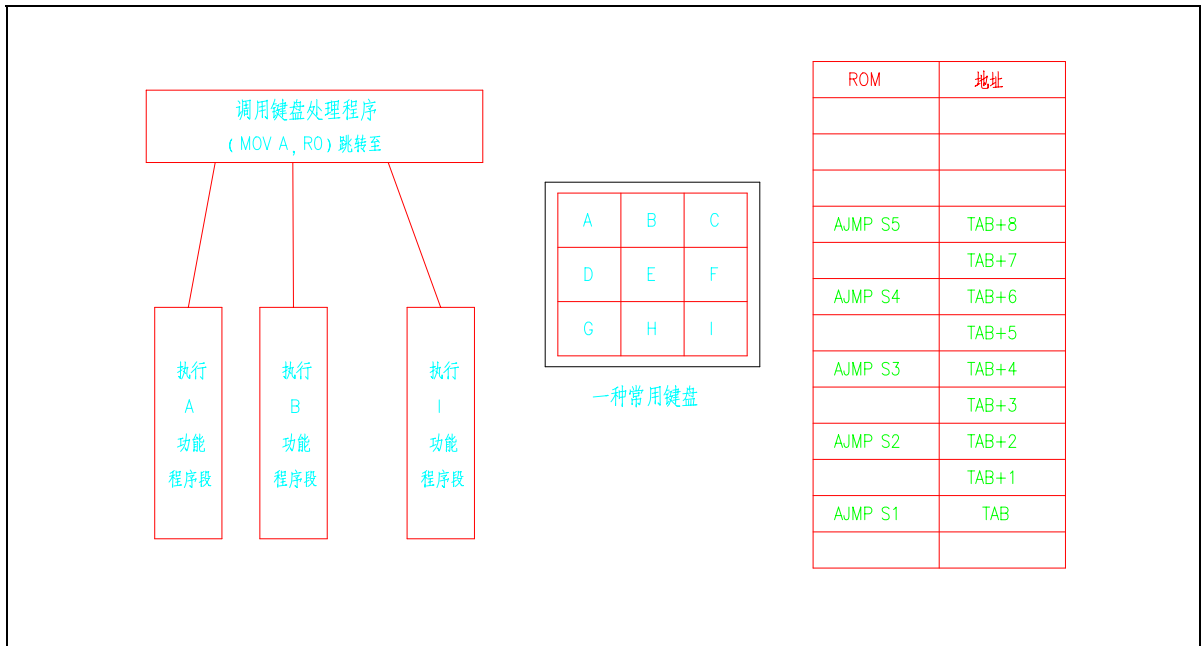 调用键盘处理程序
(MOV A, R0)跳转至
执行
A
功能
程序段
执行
B
功能
程序段
执行
I
功能
程序段
A B C
D E F
G H I
一种常用键盘
ROM 地址
AJMP S5 TAB+8
TAB+7
AJMP S4 TAB+6
TAB+5
AJMP S3 TAB+4
TAB+3
AJMP S2 TAB+2
TAB+1
AJMP S1 TAB